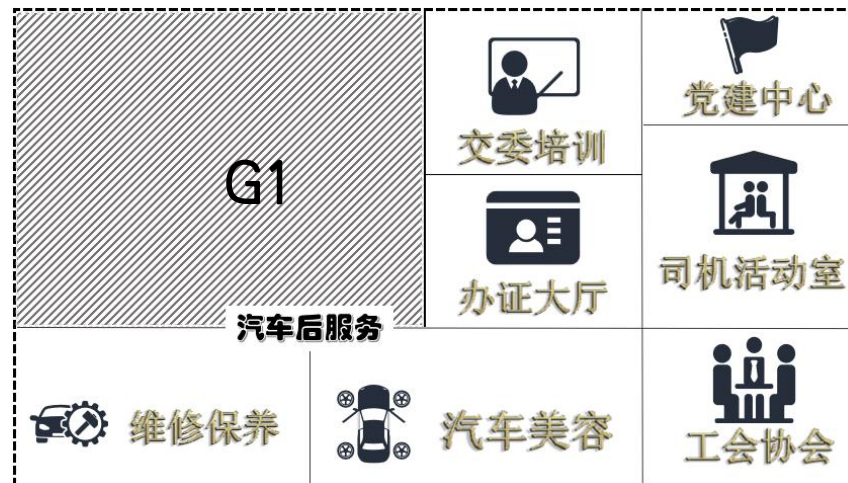 G1
交委培训
党建中心
办证大厅
司机活动室
汽车后服务
维修保养
汽车美容
工会协会